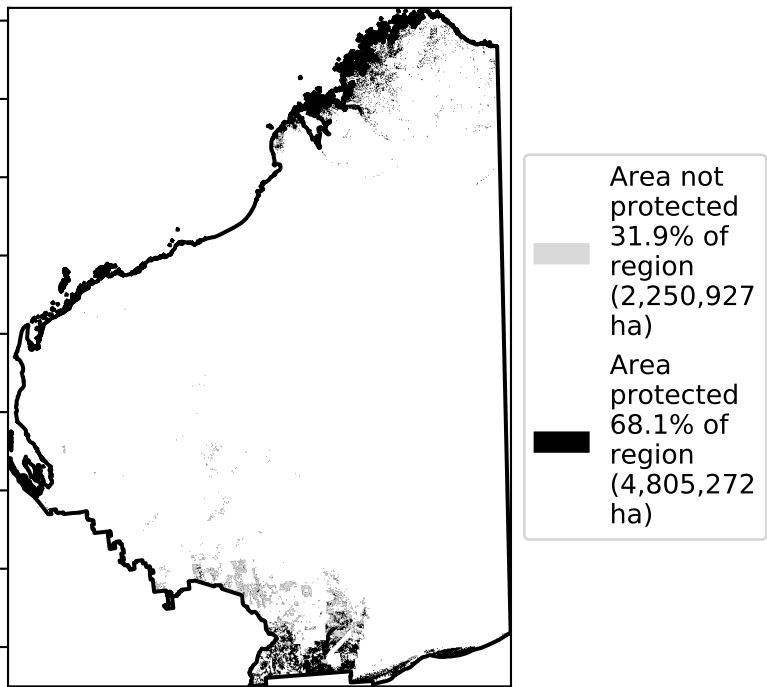 Area not
protected
31.9% of
region
(2,250,927
ha)
Area
protected
68.1% of
region
(4,805,272
ha)